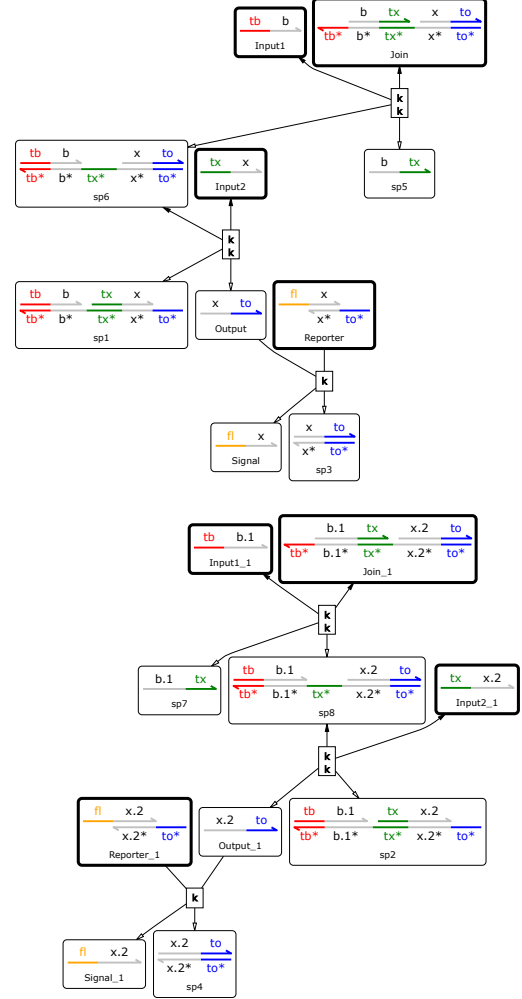 tb b
Input1
b tx x to
tb* b* tx* x* to*
Join
k
k
tb b x to
tb* b* tx* x* to*
sp6
tx x
Input2
b tx
sp5
k
k
tb b tx x
tb* b* tx* x* to*
sp1
x to
Output
fl x
x* to*
Reporter
k
fl x
Signal
x to
x* to*
sp3
tb b.1
Input1_1
b.1 tx x.2 to
tb* b.1* tx* x.2* to*
Join_1
k
k
b.1 tx
sp7
tb b.1 x.2 to
tb* b.1* tx* x.2* to*
sp8
tx x.2
Input2_1
k
k
fl x.2
x.2* to*
Reporter_1
x.2 to
Output_1
tb b.1 tx x.2
tb* b.1* tx* x.2* to*
sp2
k
fl x.2
Signal_1
x.2 to
x.2* to*
sp4